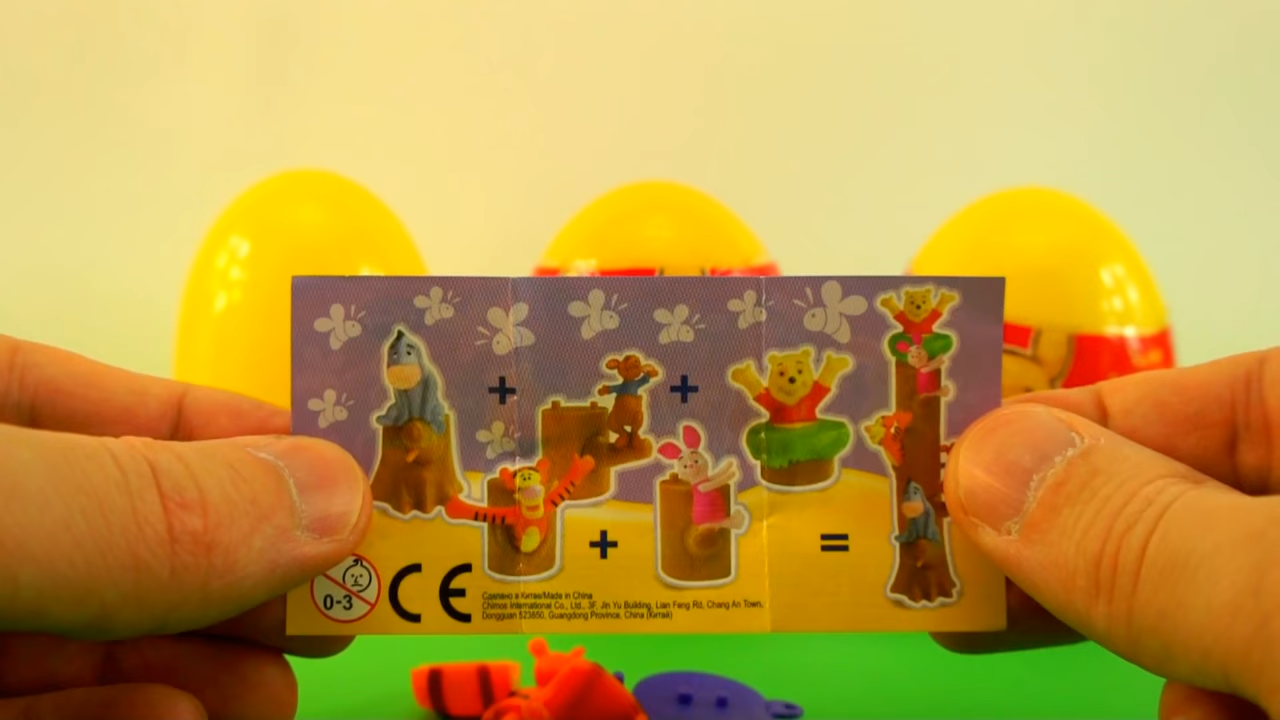 + +
+ =
0-3 CE
Сделано в Китае/Made in China
Chimos International Co., Ltd., 3F, Jin Yu Building, Lian Feng Rd, Chang An Town,
Dongguan 523850, Guangdong Province, China (Китай)